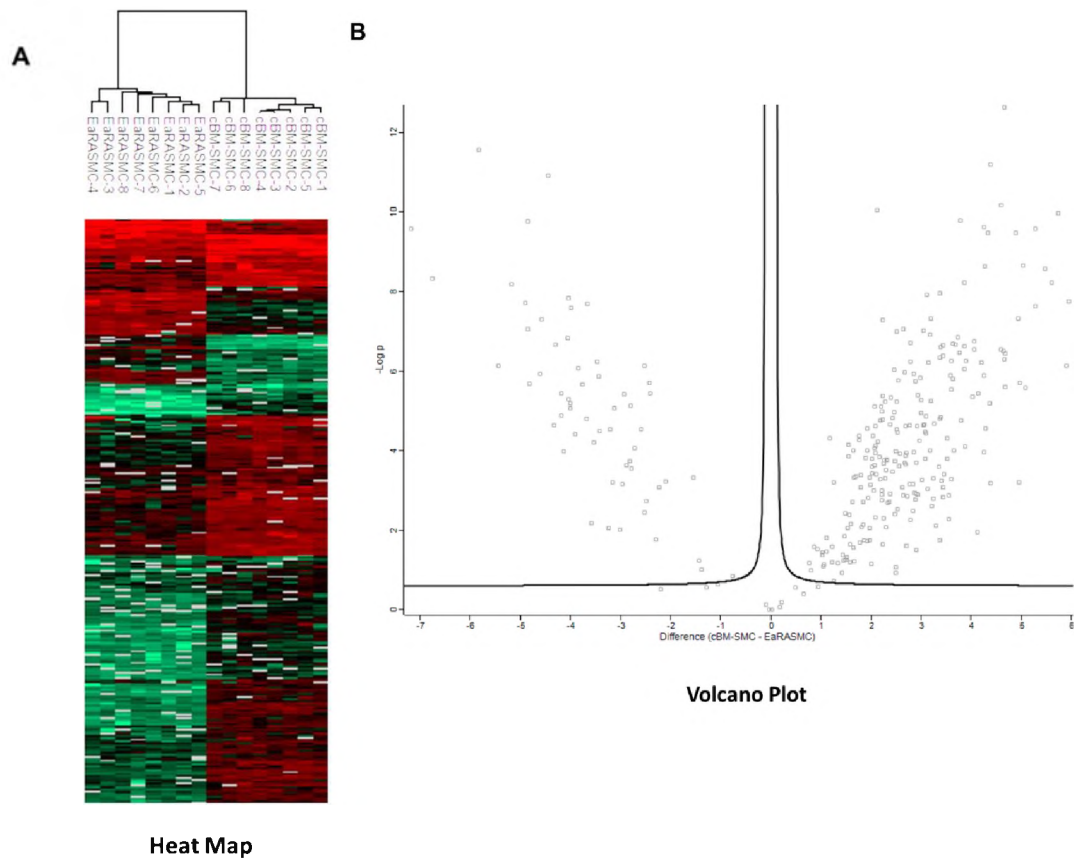 A
EaRASMC-4
EaRASMC-3
EaRASMC-8
EaRASMC-7
EaRASMC-6
EaRASMC-1
EaRASMC-2
EaRASMC-5
cBM-SMC-7
cBM-SMC-6
cBM-SMC-8
cBM-SMC-4
cBM-SMC-3
cBM-SMC-2
cBM-SMC-5
cBM-SMC-1
Heat Map
B
-Log p
12
10
8
6
4
2
0
-7 -6 -5 -4 -3 -2 -1 0 1 2 3 4 5 6
Difference (cBM-SMC - EaRASMC)
Volcano Plot